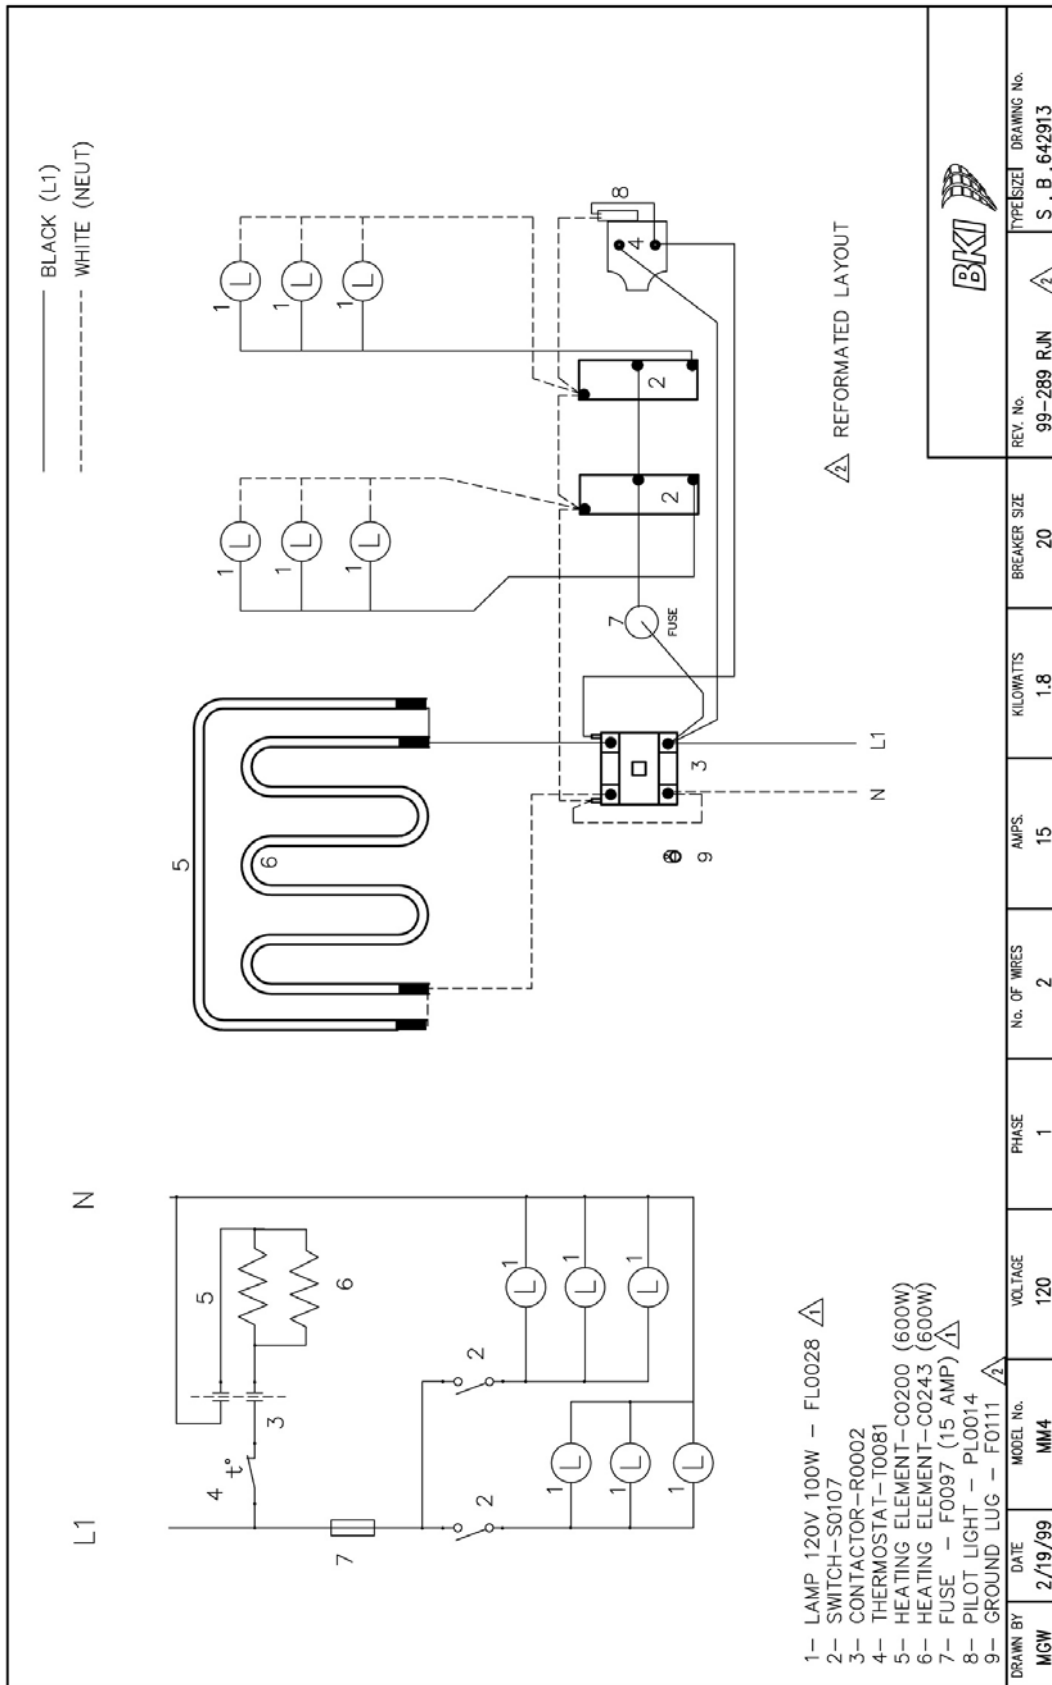 BLACK (L1)
WHITE (NEUT)
L1
N
5
6
4
t°
3
7
2
2
L
1
L
1
L
1
L
1
L
1
L
1
5
6
1
L
1
L
1
L
1
L
1
L
1
L
7
FUSE
2
2
4
8
3
9
N
L1
2 REFORMATED LAYOUT
1- LAMP 120V 100W - FL0028 1
2- SWITCH-S0107
3- CONTACTOR-R0002
4- THERMOSTAT-T0081
5- HEATING ELEMENT-C0200 (600W)
6- HEATING ELEMENT-C0243 (600W)
7- FUSE - F0097 (15 AMP) 1
8- PILOT LIGHT - PL0014
9- GROUND LUG - F0111 2
BKI
DRAWN BY
MGW
DATE
2/19/99
MODEL No.
MM4
VOLTAGE
120
PHASE
1
No. OF WIRES
2
AMPS.
15
KILOWATTS
1.8
BREAKER SIZE
20
REV. No.
99-289 RJN 2
TYPE SIZE DRAWING No.
S B 642913